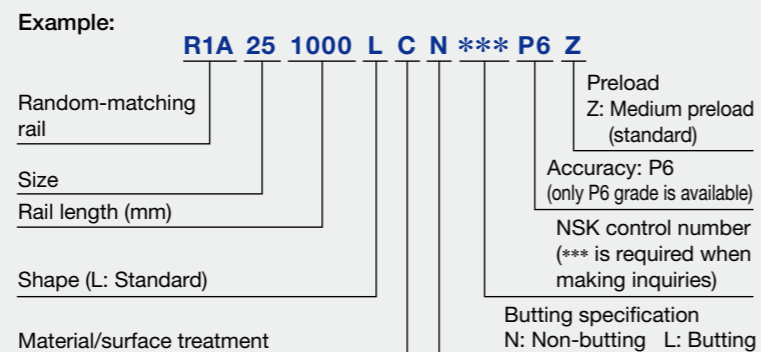 Example:
R1A 25 1000 L C N *** P6 Z
Random-matching
rail
Size
Rail length (mm)
Shape (L: Standard)
Material/surface treatment
Preload
Z: Medium preload
(standard)
Accuracy: P6
(only P6 grade is available)
NSK control number
(*** is required when
making inquiries)
Butting specification
N: Non-butting L: Butting